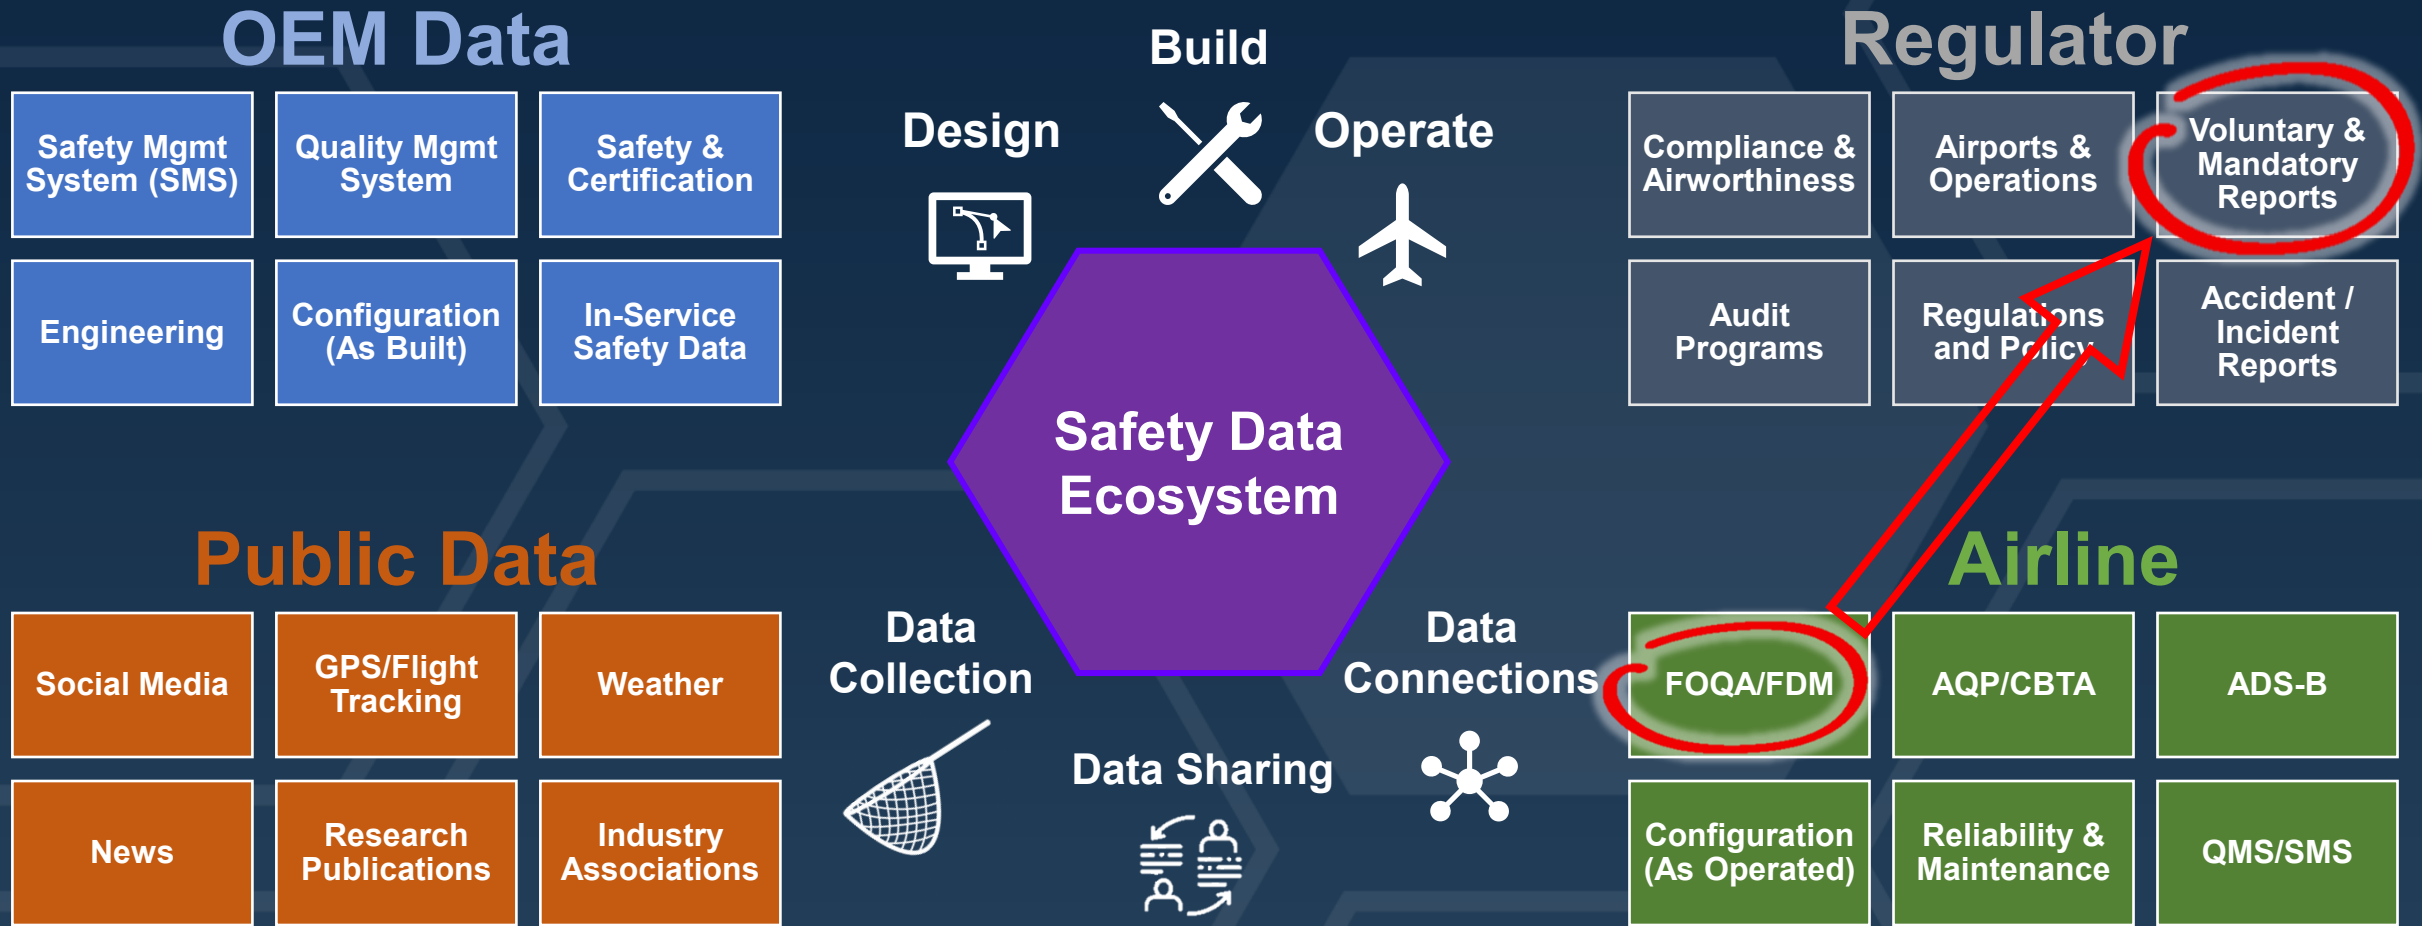 OEM Data
Safety Mgmt
System (SMS)
Quality Mgmt
System
Safety &
Certification
Engineering
Configuration
(As Built)
In-Service
Safety Data
Build
Design
Operate
Safety Data
Ecosystem
Regulator
Compliance &
Airworthiness
Airports &
Operations
Voluntary &
Mandatory
Reports
Audit
Programs
Regulations
and Policy
Accident /
Incident
Reports
Public Data
Social Media
GPS/Flight
Tracking
Weather
News
Research
Publications
Industry
Associations
Data
Collection
Data Sharing
Data
Connections
Airline
FOQA/FDM
AQP/CBTA
ADS-B
Configuration
(As Operated)
Reliability &
Maintenance
QMS/SMS